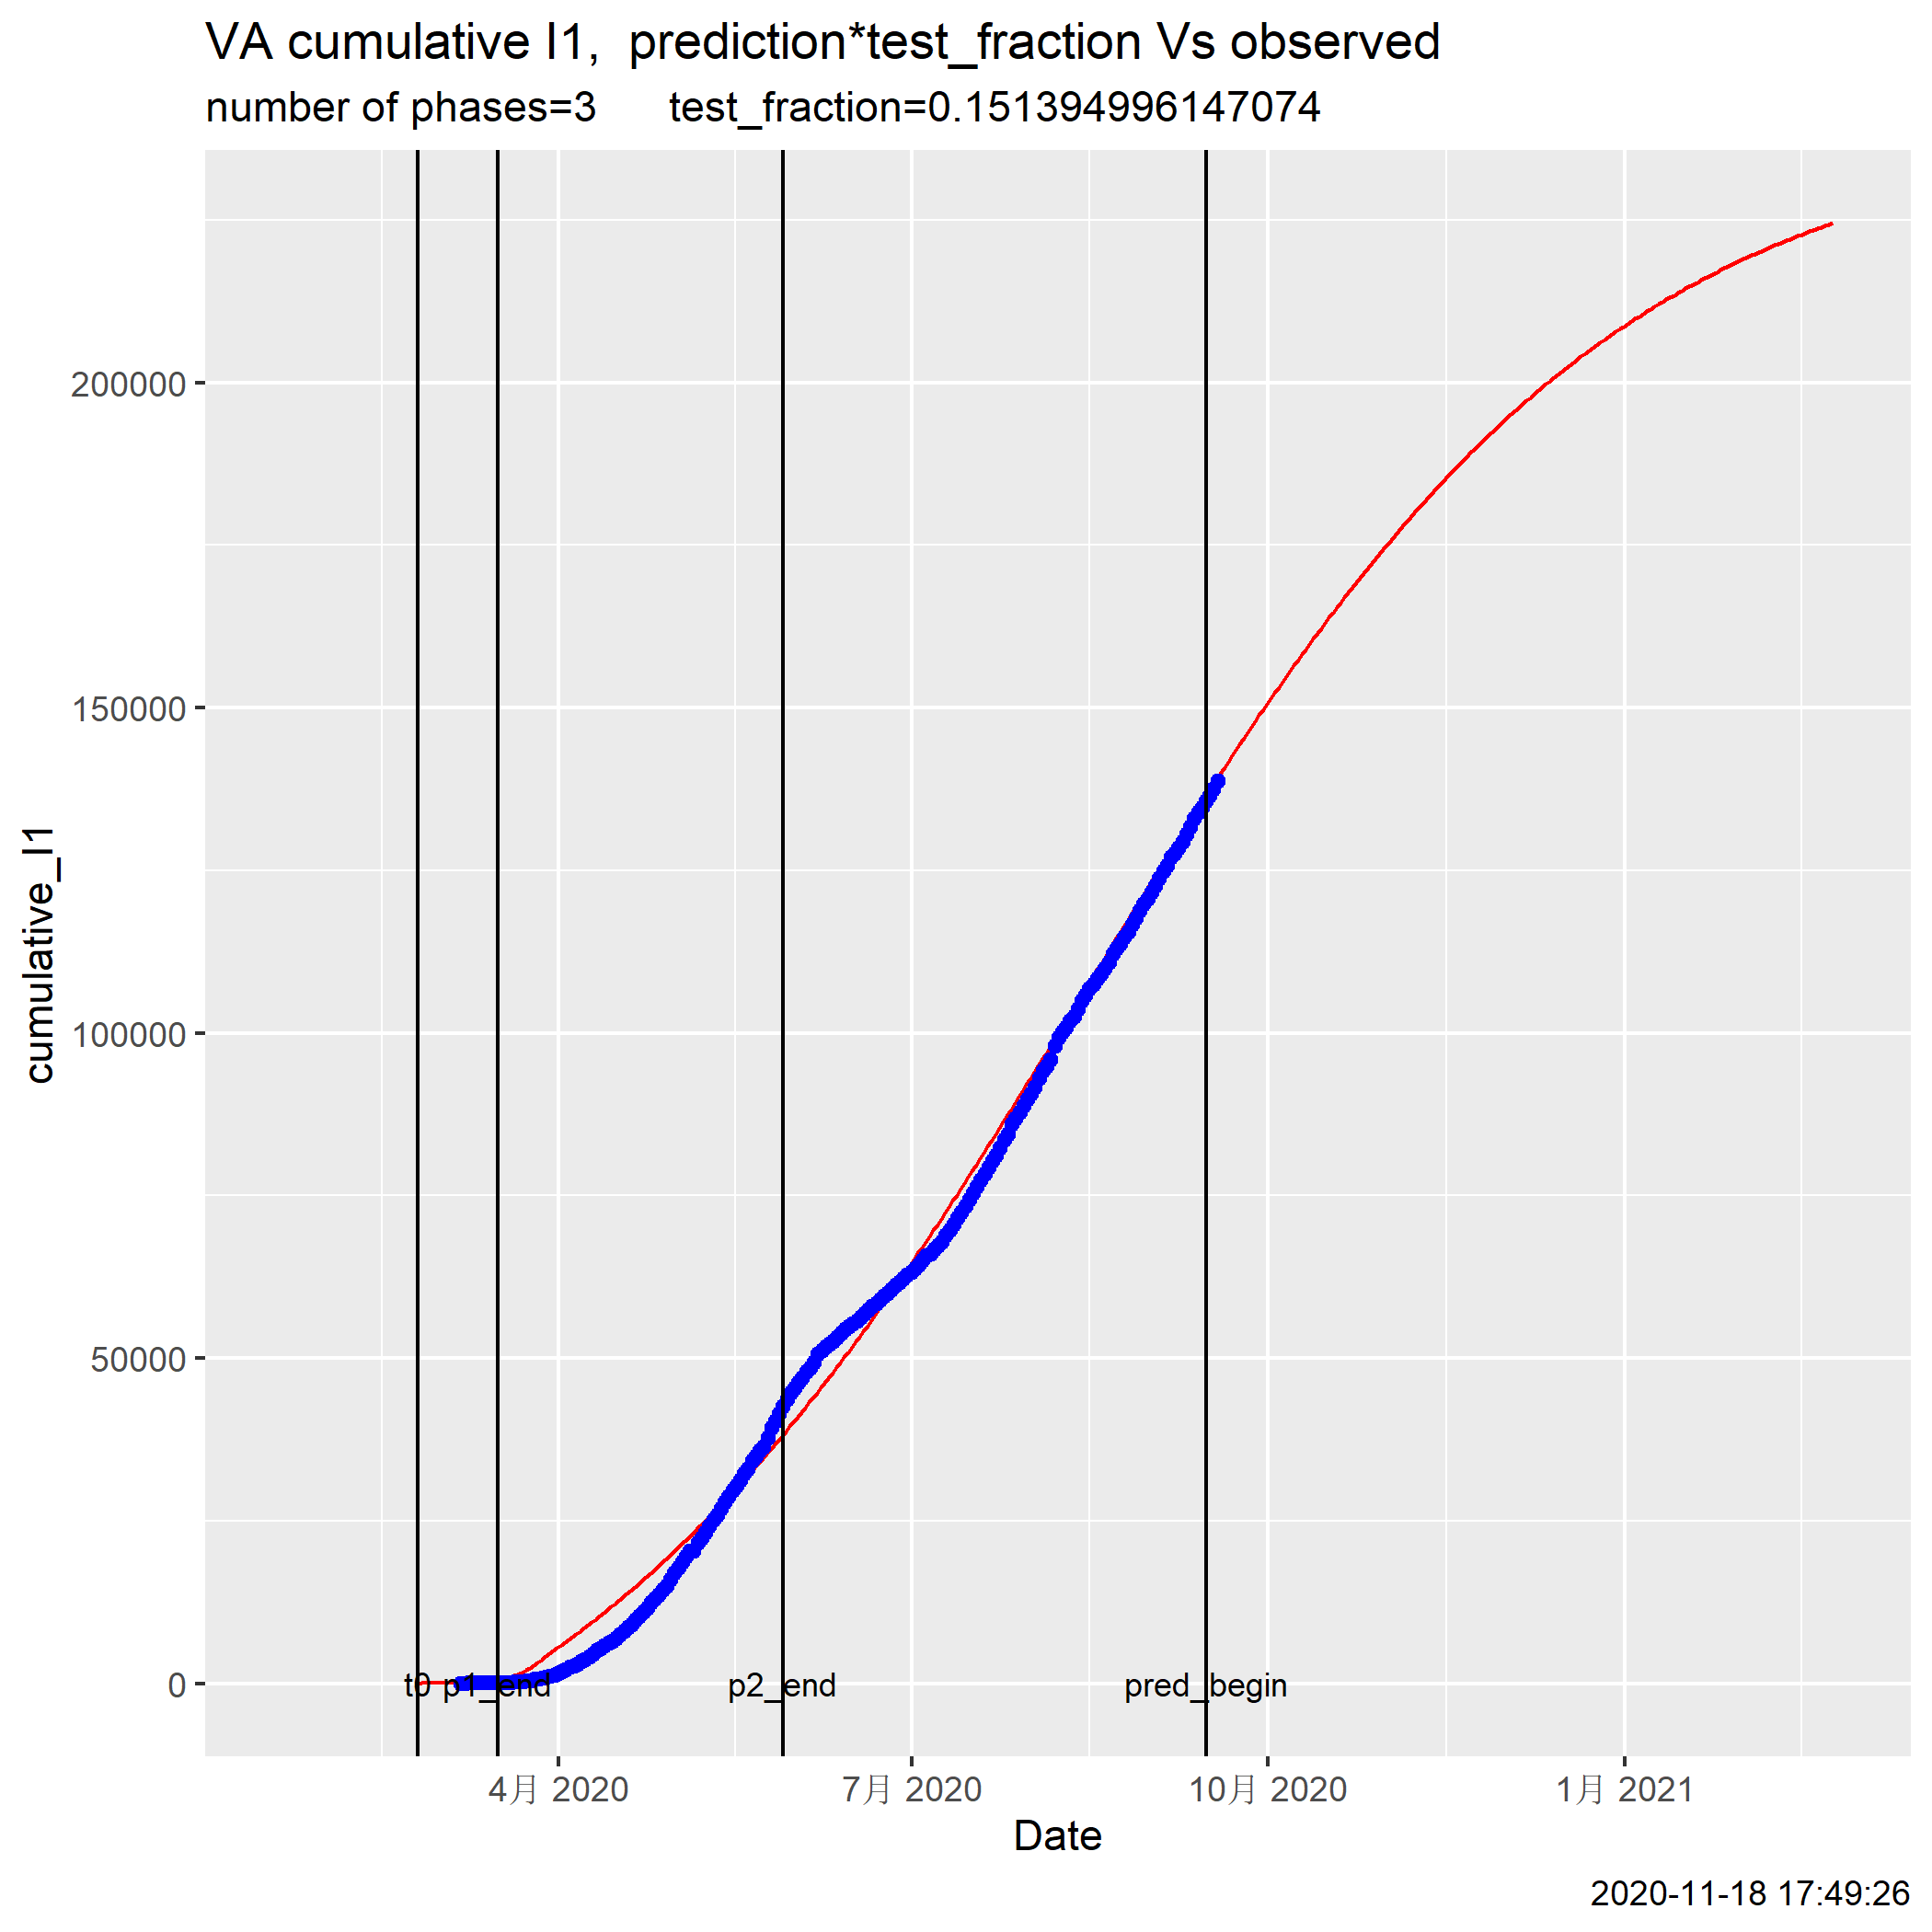 VA cumulative I1,  prediction*test_fraction Vs observed
number of phases=3      test_fraction=0.151394996147074
cumulative_I1
200000
150000
100000
50000
0
t0 p1_end p2_end pred_begin
4月 2020 7月 2020 10月 2020 1月 2021
Date
2020-11-18 17:49:26